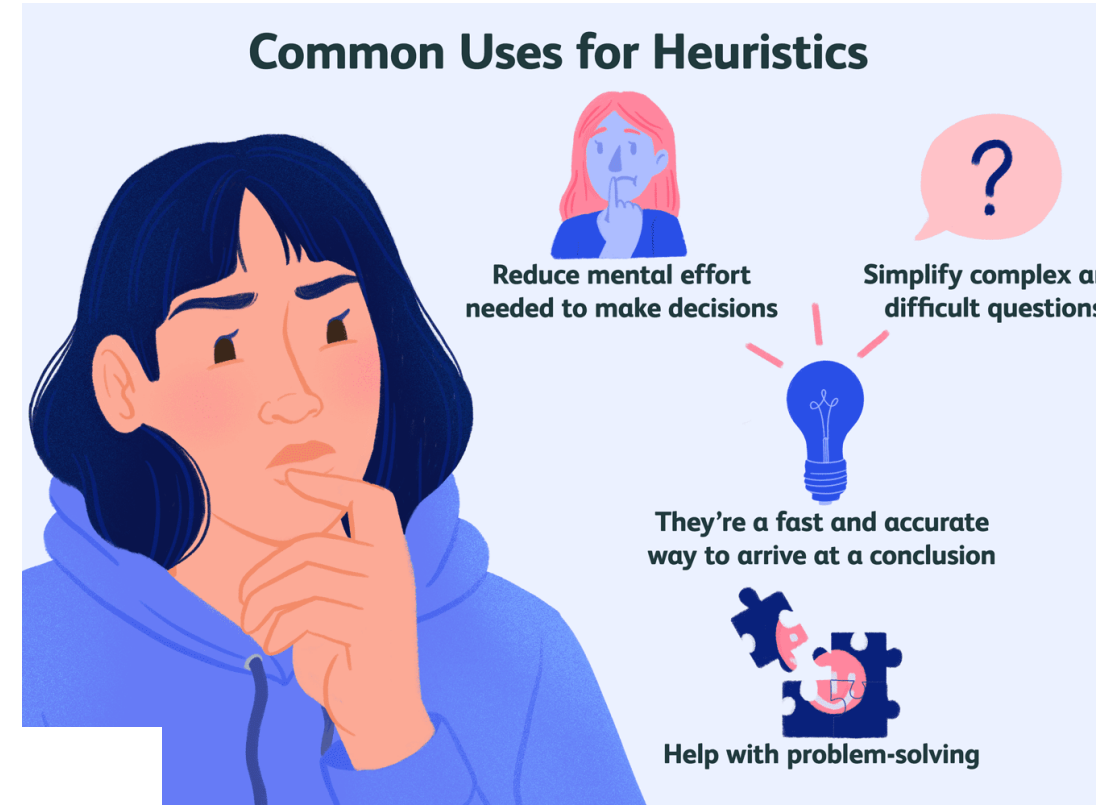 Common Uses for Heuristics
?
Reduce mental effort
needed to make decisions
Simplify complex
difficult questions
They're a fast and accurate
way to arrive at a conclusion
Help with problem-solving